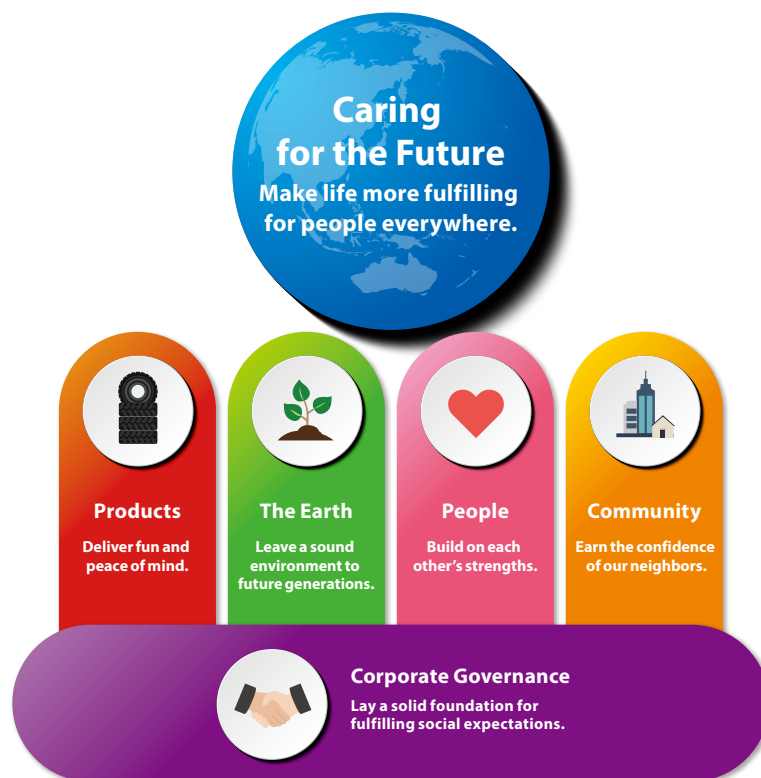 Caring
for the Future
Make life more fulfilling
for people everywhere.
Products
Deliver fun and
peace of mind.
The Earth
Leave a sound
environment to
future generations.
People
Build on each
other’s strengths.
Community
Earn the confidence
of our neighbors.
Corporate Governance
Lay a solid foundation for
fulfilling social expectations.